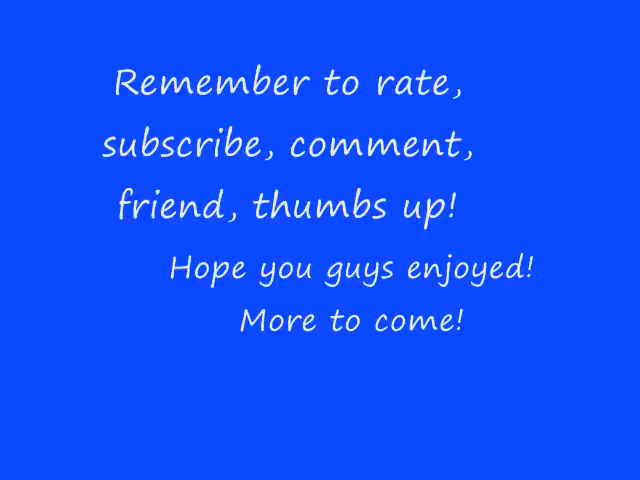 Remember to rate,
subscribe, comment,
friend, thumbs up!
Hope you guys enjoyed!
More to come!